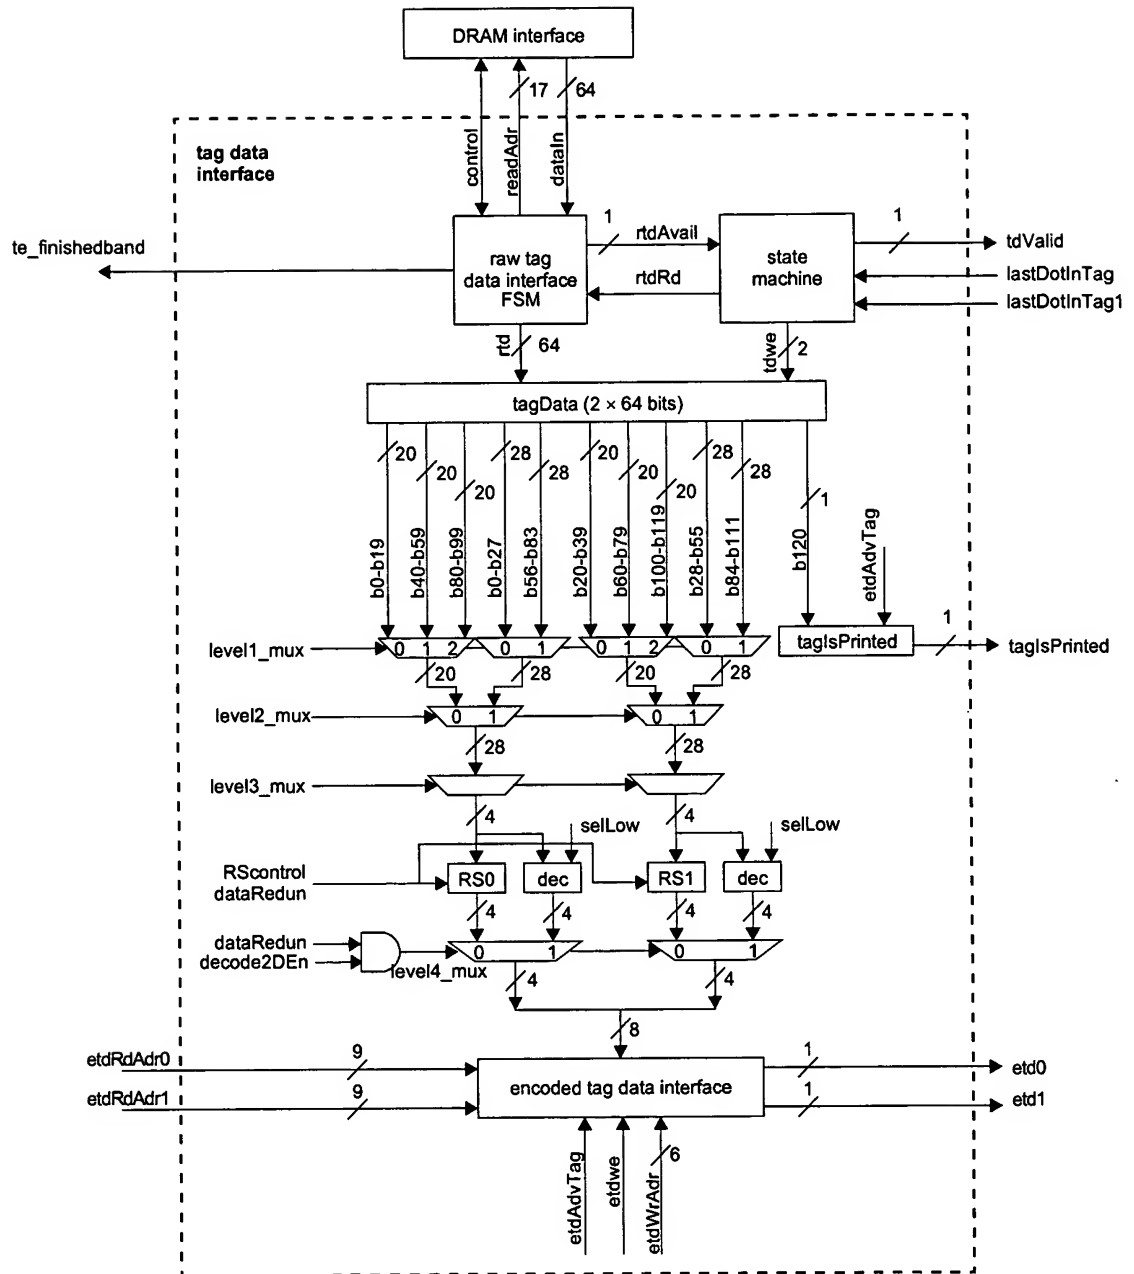 DRAM interface
17
64
tag data
interface
control
readAdr
dataIn
te_finishedband
raw tag
data interface
FSM
1
rtdAvail
rtdRd
state
machine
1
tdValid
lastDotInTag
lastDotInTag1
rtd
64
tdwe
2
tagData (2 × 64 bits)
20
20
20
28
28
20
20
20
28
28
1
b0-b19
b40-b59
b80-b99
b0-b27
b56-b83
b20-b39
b60-b79
b100-b119
b28-b55
b84-b111
b120
etdAdvTag
level1_mux
0 1 2
0 1
0 1 2
0 1
tagIsPrinted
1
tagIsPrinted
20
28
20
28
level2_mux
0 1
0 1
28
28
level3_mux
4
4
selLow
selLow
RScontrol
dataRedun
RS0
dec
RS1
dec
4
4
4
4
dataRedun
decode2DEn
level4_mux
0 1
0 1
4
4
8
etdRdAdr0
9
etdRdAdr1
9
encoded tag data interface
1
etd0
1
etd1
etdAdvTag
etdwe
etdWrAdr
6